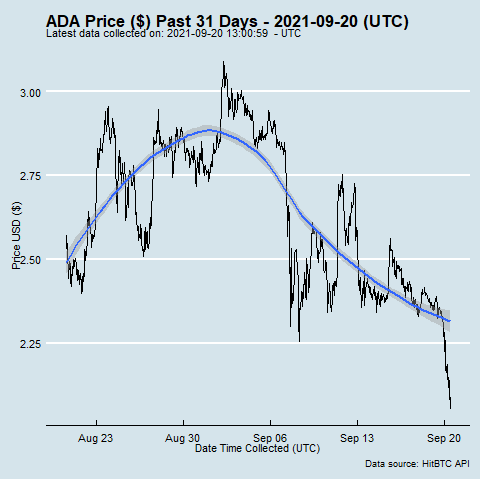 ADA Price ($) Past 31 Days - 2021-09-20 (UTC)
Latest data collected on: 2021-09-20 13:00:59 - UTC
3.00
2.75
2.50
2.25
Price USD ($)
Aug 23 Aug 30 Sep 06 Sep 13 Sep 20
Date Time Collected (UTC)
Data source: HitBTC API